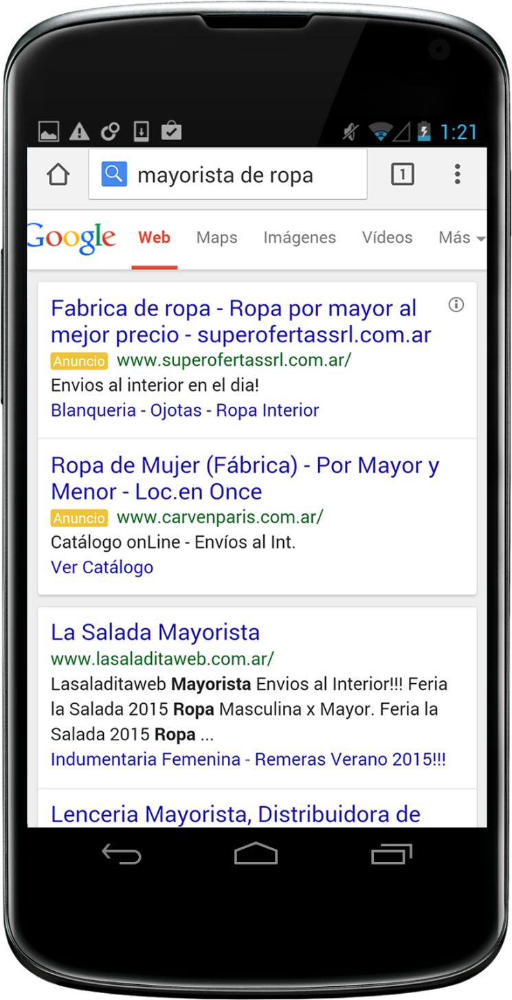 1:21
mayorista de ropa
1
Google Web Maps Imágenes Vídeos Más
Fabrica de ropa - Ropa por mayor al
mejor precio - superofertassrl.com.ar
Anuncio www.superofertassrl.com.ar/
Envios al interior en el dia!
Blanqueria - Ojotas - Ropa Interior
Ropa de Mujer (Fábrica) - Por Mayor y
Menor - Loc.en Once
Anuncio www.carvenparis.com.ar/
Catálogo onLine - Envíos al Int.
Ver Catálogo
La Salada Mayorista
www.lasaladitaweb.com.ar/
Lasaladitaweb Mayorista Envios al Interior!!! Feria
la Salada 2015 Ropa Masculina x Mayor. Feria la
Salada 2015 Ropa ...
Indumentaria Femenina - Remeras Verano 2015!!!
Lenceria Mayorista, Distribuidora de